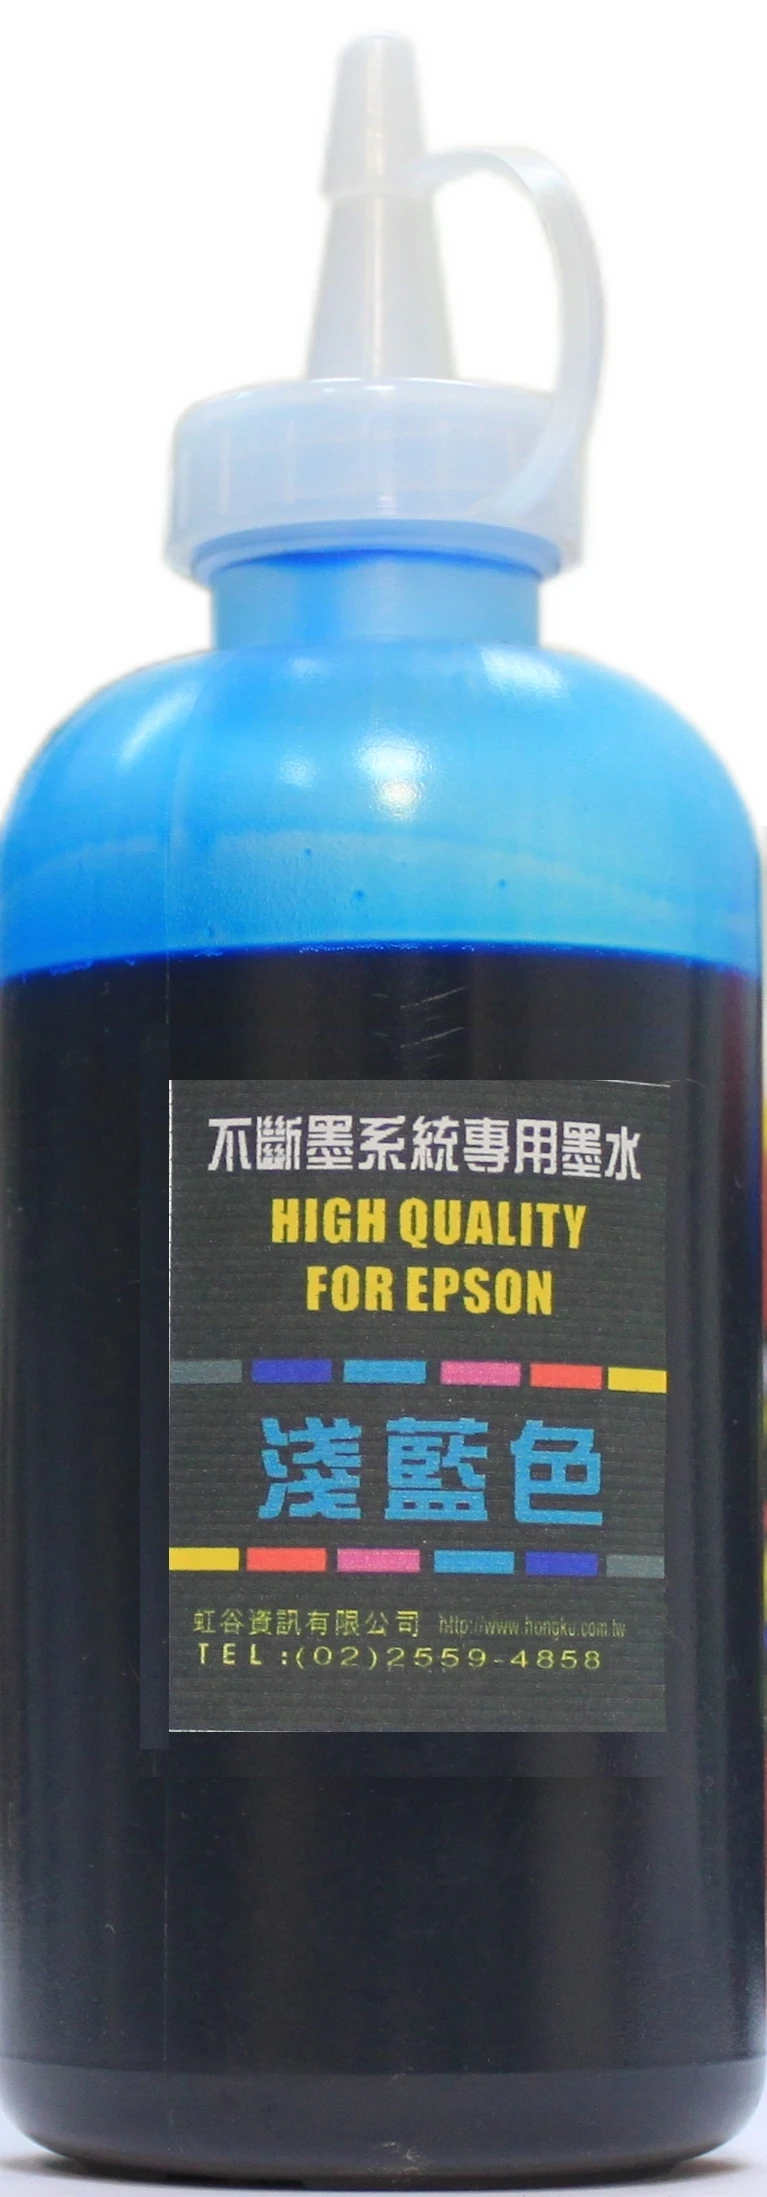 不斷墨系統專用墨水
HIGH QUALITY
FOR EPSON
淺藍色
虹谷資訊有限公司 http://www.hongku.com.tw
TEL:(02)2559-4858